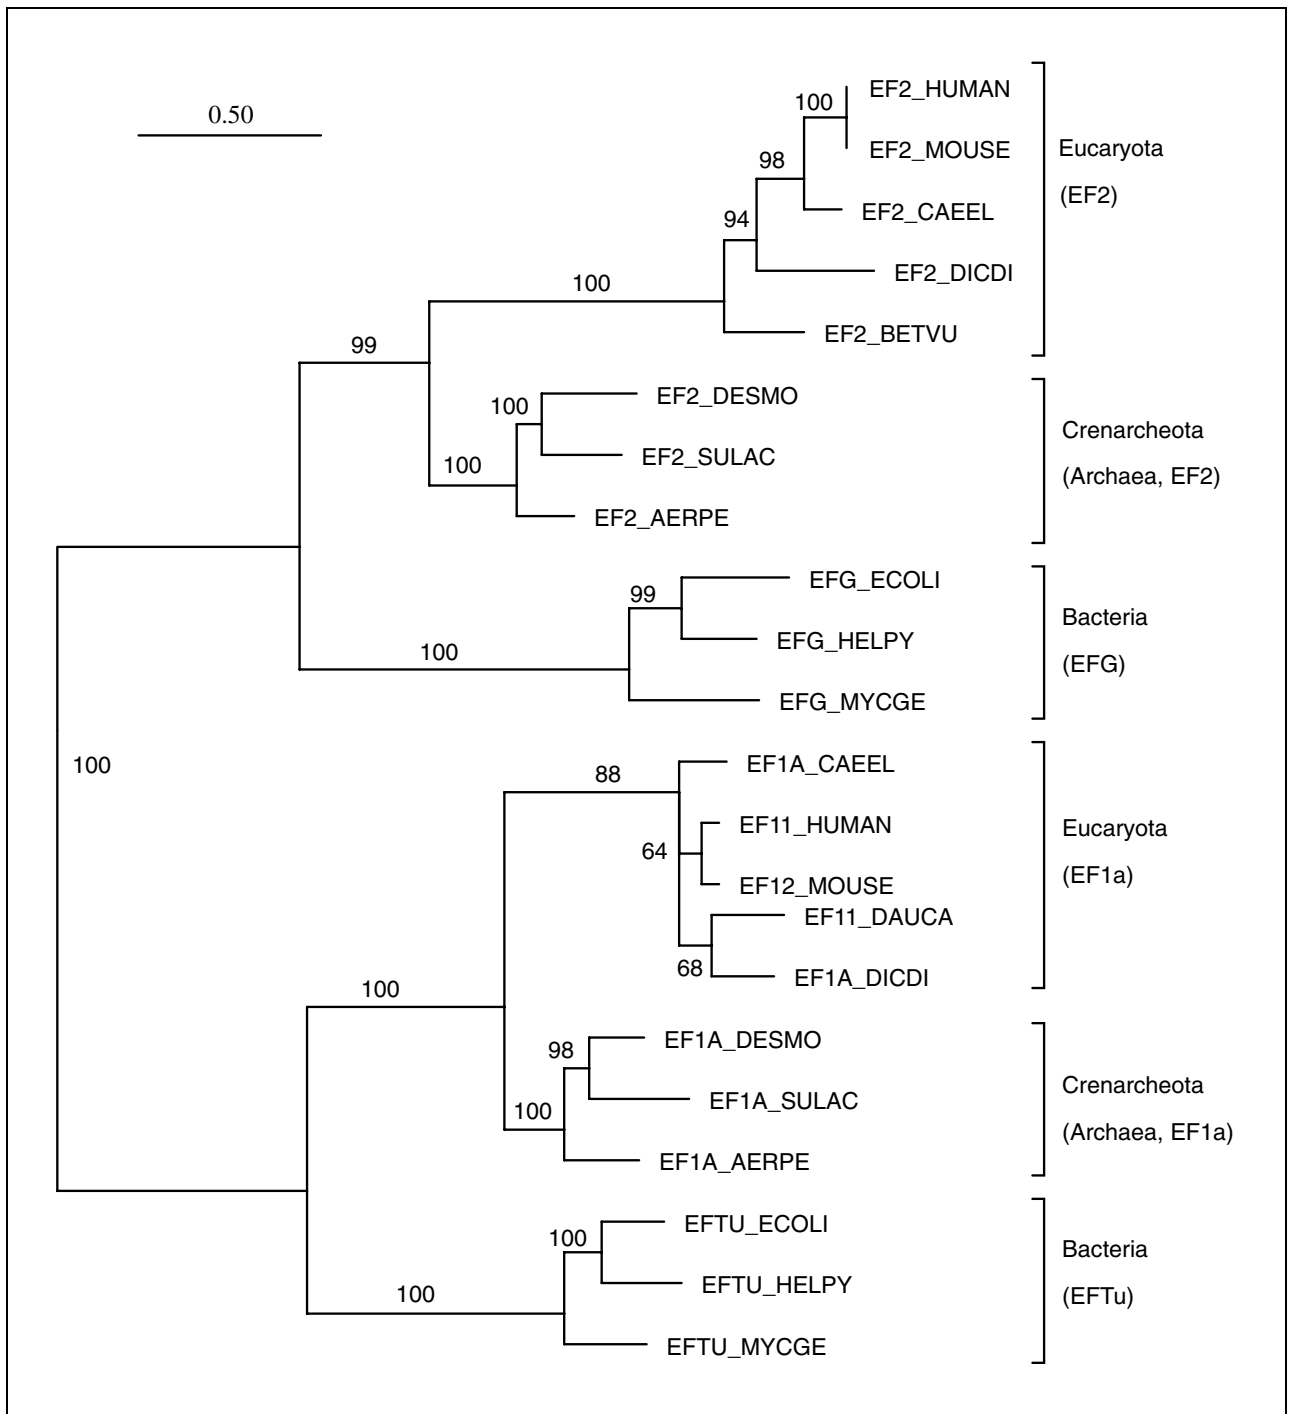 0.50
100
EF2_HUMAN
EF2_MOUSE
98
EF2_CAEEL
94
EF2_DICDI
100
EF2_BETVU
Eucaryota
(EF2)
99
EF2_DESMO
100
EF2_SULAC
100
EF2_AERPE
Crenarcheota
(Archaea, EF2)
EFG_ECOLI
99
EFG_HELPY
100
EFG_MYCGE
Bacteria
(EFG)
100
EF1A_CAEEL
88
EF11_HUMAN
64
EF12_MOUSE
EF11_DAUCA
68
EF1A_DICDI
Eucaryota
(EF1a)
100
EF1A_DESMO
98
EF1A_SULAC
100
EF1A_AERPE
Crenarcheota
(Archaea, EF1a)
EFTU_ECOLI
100
EFTU_HELPY
100
EFTU_MYCGE
Bacteria
(EFTu)